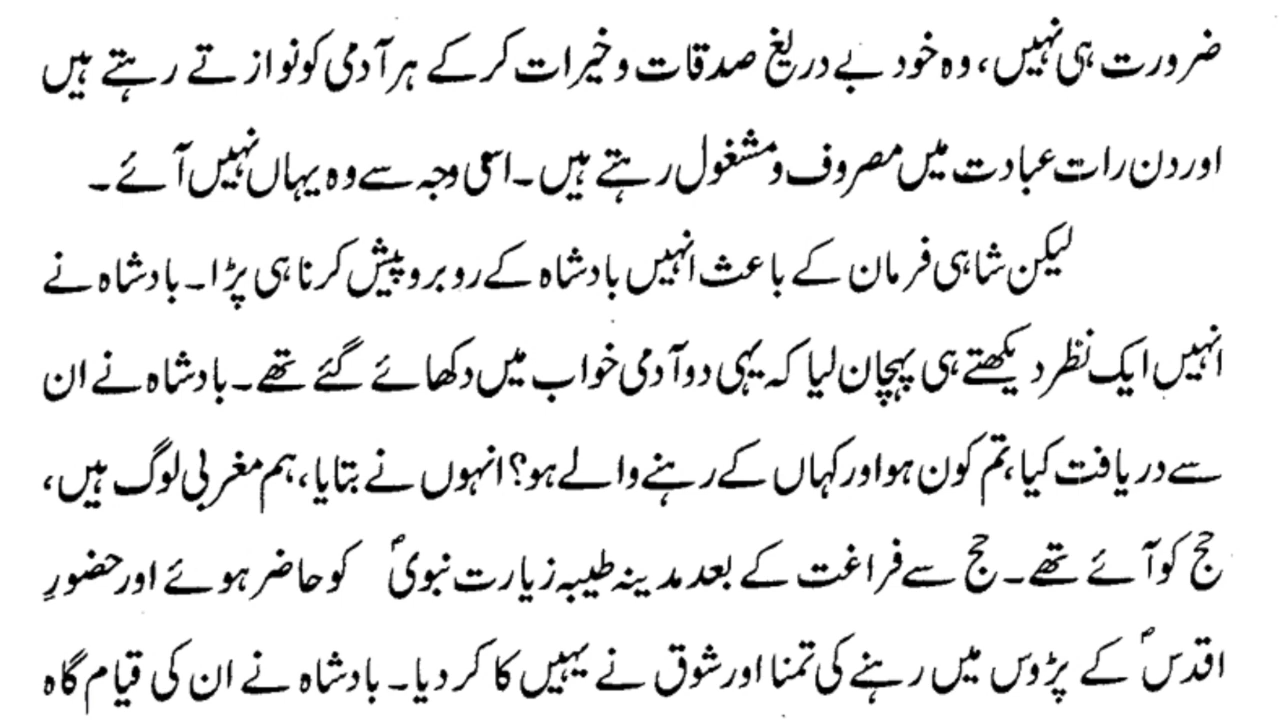 ضرورت ہی نہیں، وہ خود بے دریغ صدقات و خیرات کر کے ہر آدمی کو نوازتے رہتے ہیں
اور دن رات عبادت میں مصروف و مشغول رہتے ہیں۔ اسی وجہ سے وہ یہاں نہیں آئے۔
لیکن شاہی فرمان کے باعث انہیں بادشاہ کے روبرو پیش کرنا ہی پڑا۔ بادشاہ نے
انہیں ایک نظر دیکھتے ہی پہچان لیا کہ یہی دو آدمی خواب میں دکھائے گئے تھے۔ بادشاہ نے ان
سے دریافت کیا، تم کون ہو اور کہاں کے رہنے والے ہو؟ انہوں نے بتایا، ہم مغربی لوگ ہیں،
حج کو آئے تھے۔ حج سے فراغت کے بعد مدینہ طیبہ زیارت نبویؐ کو حاضر ہوئے اور حضورِ
اقدسؐ کے پڑوس میں رہنے کی تمنا اور شوق نے یہیں کا کر دیا۔ بادشاہ نے ان کی قیام گاہ